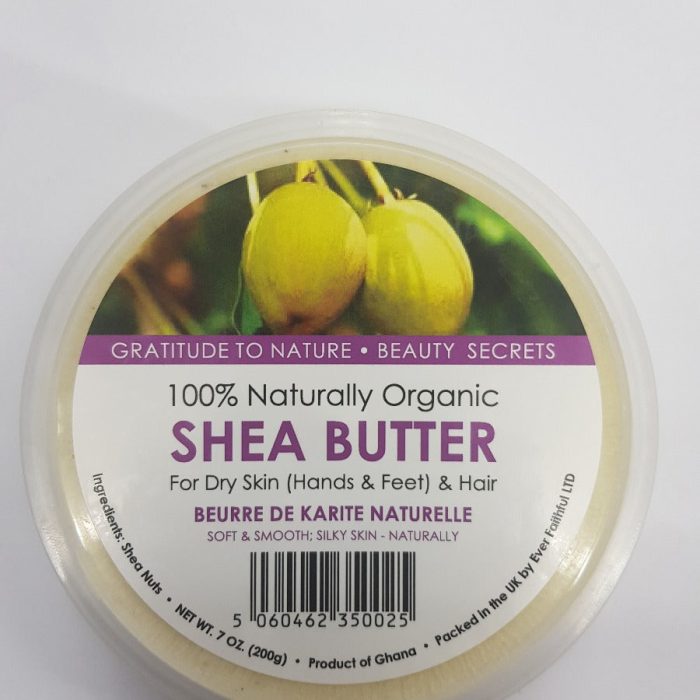 GRATITUDE TO NATURE • BEAUTY SECRETS
100% Naturally Organic
SHEA BUTTER
For Dry Skin (Hands & Feet) & Hair
BEURRE DE KARITE NATURELLE
SOFT & SMOOTH; SILKY SKIN - NATURALLY
5 060462 350025
Ingredients: Shea Nuts • NET WT. 7 OZ. (200g) • Product of Ghana • Packed in the UK by Ever Faithful LTD